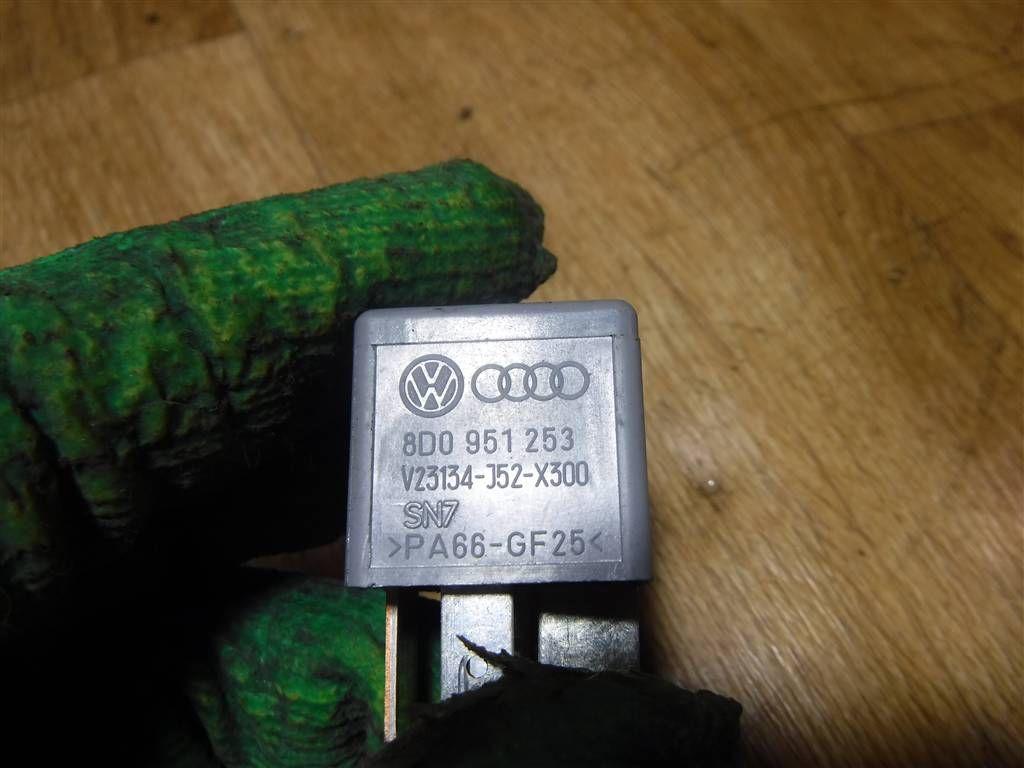 8D0 951 253
V23134-J52-X300
SN7
>PA66-GF25<